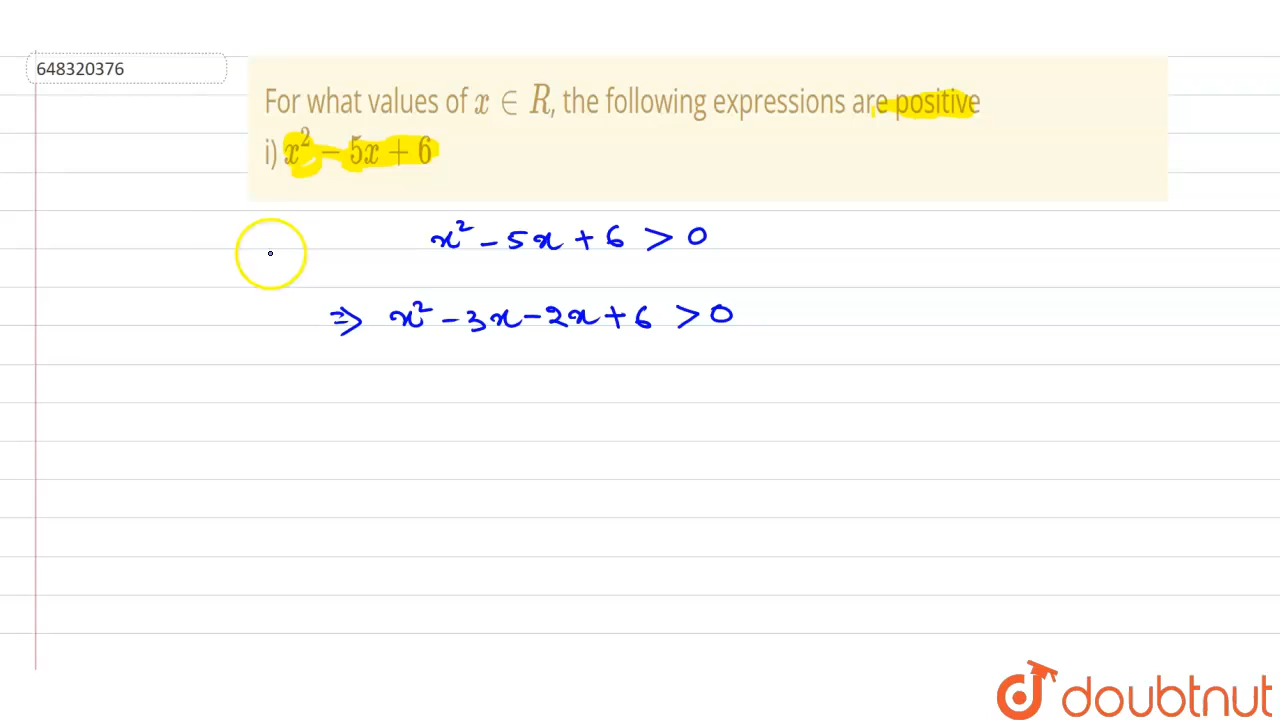 648320376
For what values of x ∈ R, the following expressions are positive
i) x² − 5x + 6
x² − 5x + 6 > 0
⇒ x² − 3x − 2x + 6 > 0
doubtnut